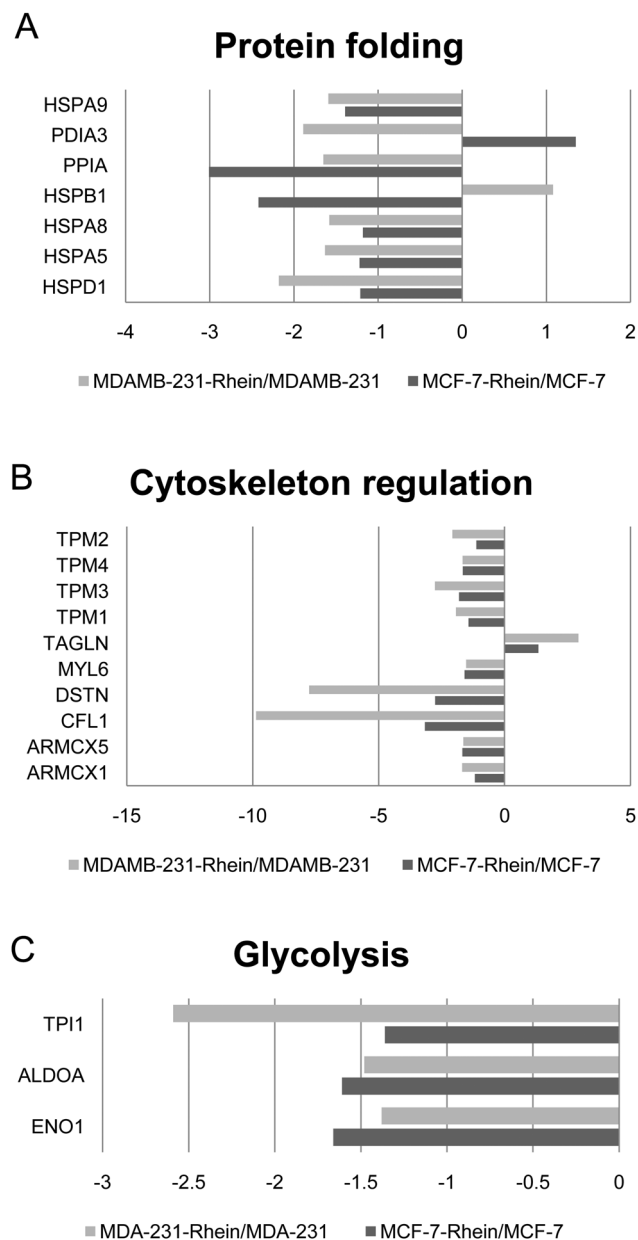 A
Protein folding
HSPA9
PDIA3
PPIA
HSPB1
HSPA8
HSPA5
HSPD1
-4 -3 -2 -1 0 1 2
MDAMB-231-Rhein/MDAMB-231 MCF-7-Rhein/MCF-7
B
Cytoskeleton regulation
TPM2
TPM4
TPM3
TPM1
TAGLN
MYL6
DSTN
CFL1
ARMCX5
ARMCX1
-15 -10 -5 0 5
MDAMB-231-Rhein/MDAMB-231 MCF-7-Rhein/MCF-7
C
Glycolysis
TPI1
ALDOA
ENO1
-3 -2.5 -2 -1.5 -1 -0.5 0
MDA-231-Rhein/MDA-231 MCF-7-Rhein/MCF-7